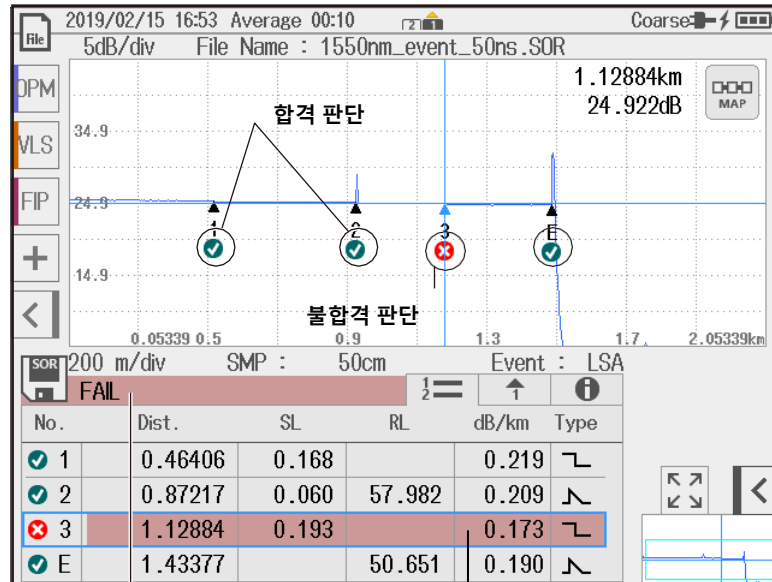 File
2019/02/15 16:53 Average 00:10
2 1
Coarse
5dB/div File Name : 1550nm_event_50ns.SOR
OPM
VLS
FIP
+
<
1.12884km
24.922dB
MAP
합격 판단
34.9
24.9
14.9
1
2
3
E
불합격 판단
0.05339 0.5 0.9 1.3 1.7 2.05339km
SOR
200 m/div SMP : 50cm Event : LSA
FAIL
1
2
1
i
No. Dist. SL RL dB/km Type
1 0.46406 0.168 0.219
2 0.87217 0.060 57.982 0.209
3 1.12884 0.193 0.173
E 1.43377 50.651 0.190
<